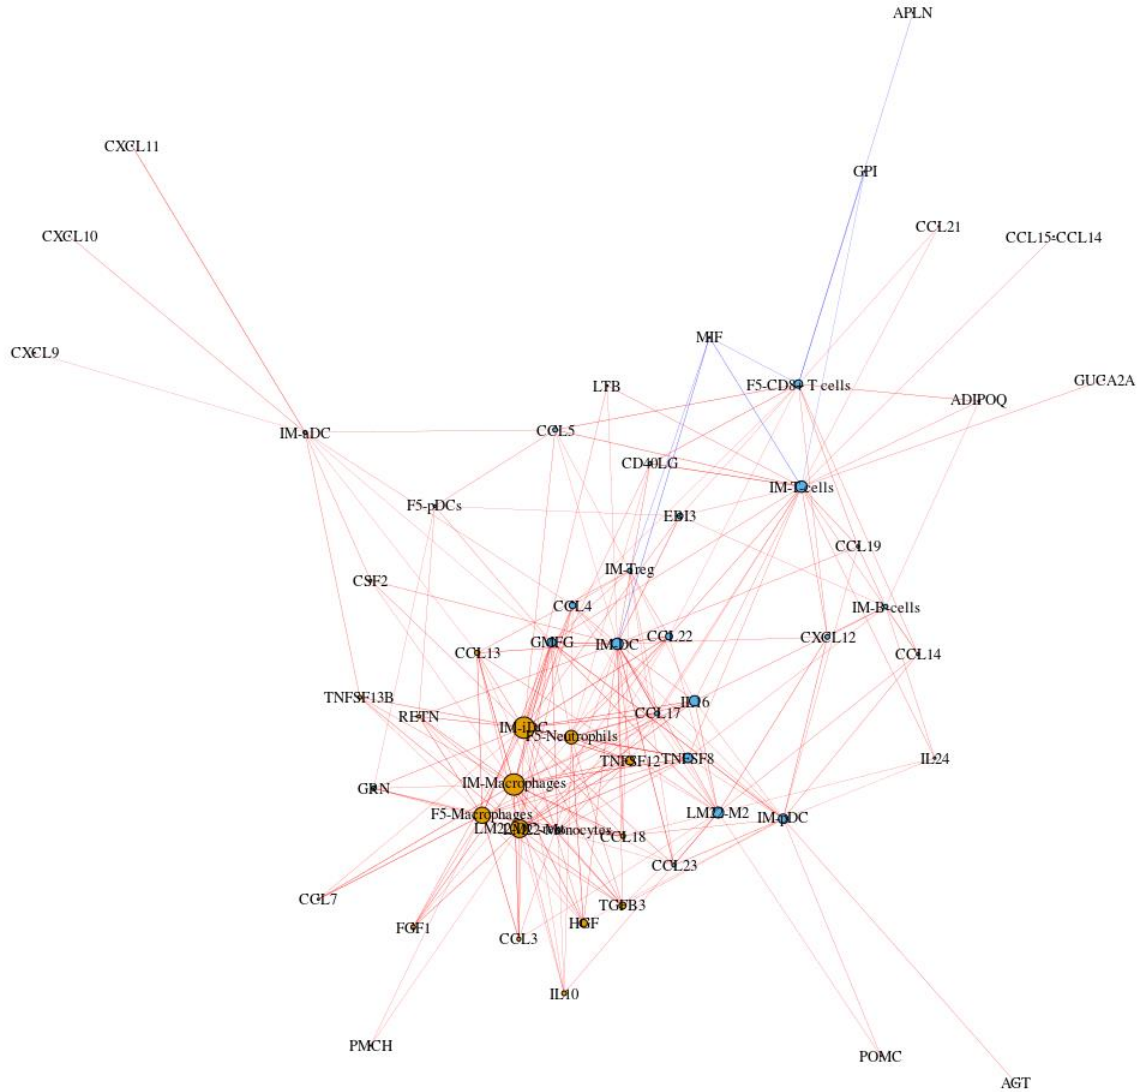 APLN
CXCL11
GPI
CCL21
CXCL10
CCL15-CCL14
MIF
CXCL9
GUCA2A
F5-CD8+ T cells
LTB
ADIPOQ
CCL5
IM-aDC
CD40LG
IM-T-cells
F5-pDCs
EBI3
CCL19
IM-Treg
CSF2
CCL4
IM-B-cells
CXCL12
CCL22
GMFG
IM-DC
CCL13
CCL14
TNFSF13B
IL16
RETN
CCL17
IM-iDC
F5-Neutrophils
TNFSF12
TNFSF8
IL24
IM-Macrophages
GRN
F5-Macrophages
LM22-M2
IM-pDC
CCL18
CCL23
CCL7
TGFB3
HGF
FGF1
CCL3
IL10
PMCH
POMC
AGT